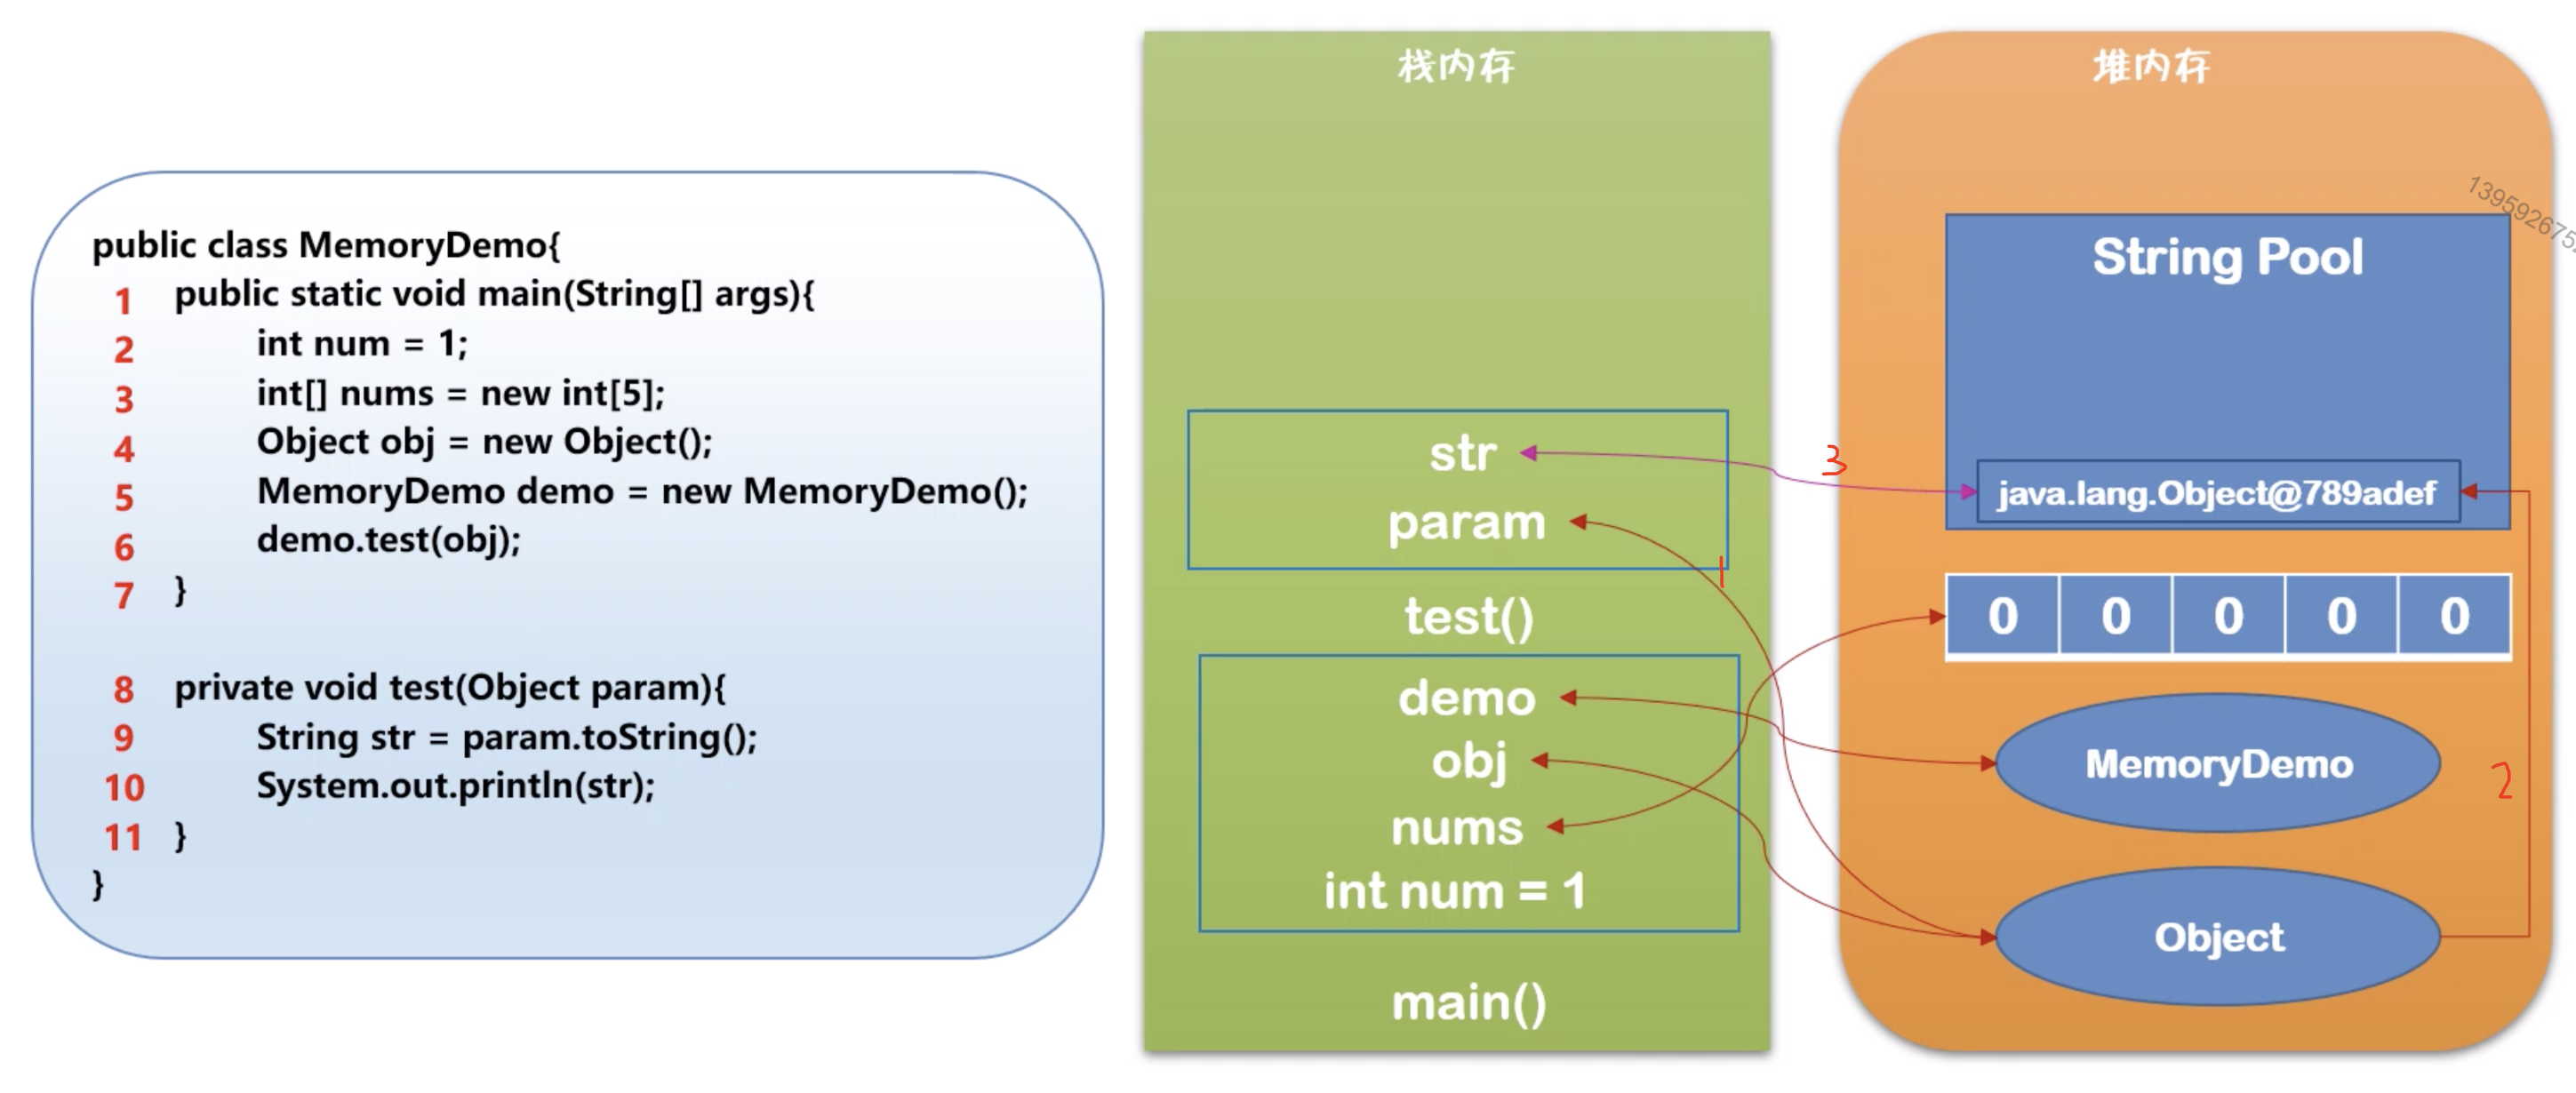 public class MemoryDemo{
1 public static void main(String[] args){
2 int num = 1;
3 int[] nums = new int[5];
4 Object obj = new Object();
5 MemoryDemo demo = new MemoryDemo();
6 demo.test(obj);
7 }
8 private void test(Object param){
9 String str = param.toString();
10 System.out.println(str);
11 }
}
栈内存
str
param
1
test()
demo
obj
nums
int num = 1
main()
3
堆内存
String Pool
java.lang.Object@789adef
0 0 0 0 0
MemoryDemo
2
Object